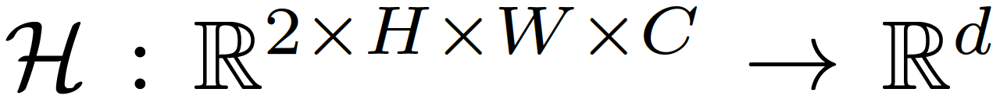 ℋ : ℝ^{2×H×W×C} → ℝ^d